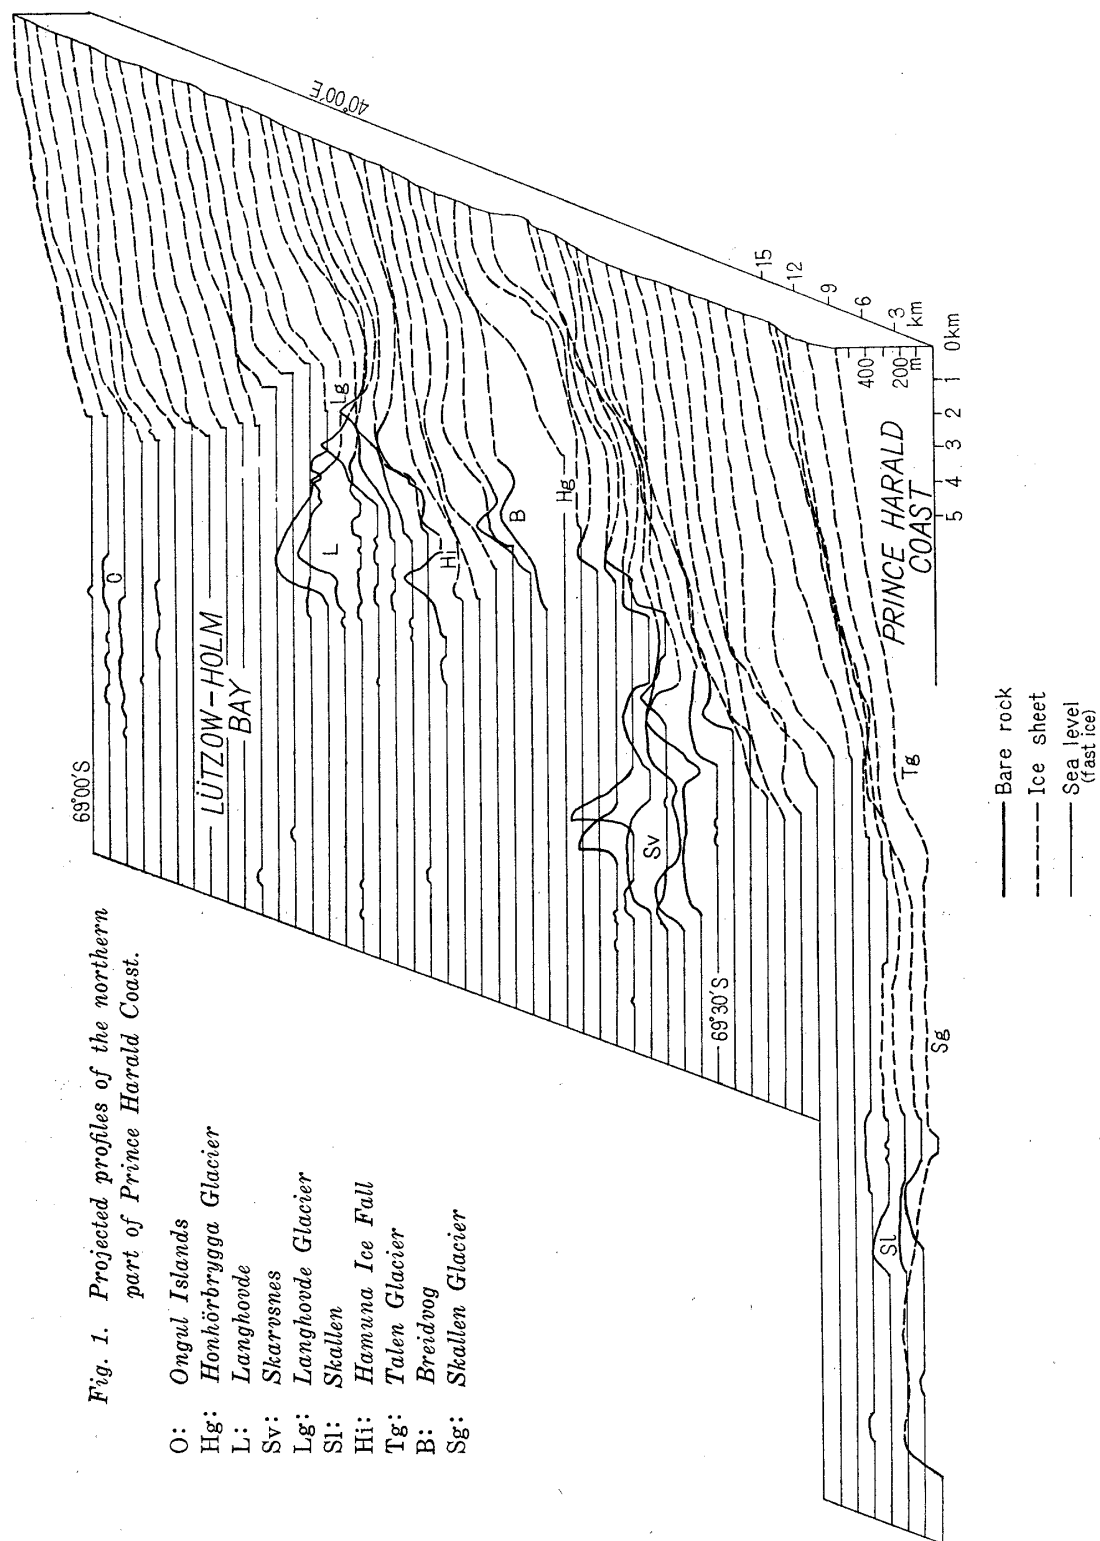 Fig. 1. Projected profiles of the northern
part of Prince Harald Coast.
O: Ongul Islands
Hg: Honhörbrygga Glacier
L: Langhovde
Sv: Skarvsnes
Lg: Langhovde Glacier
Sl: Skallen
Hi: Hamuna Ice Fall
Tg: Talen Glacier
B: Breidvog
Sg: Skallen Glacier
69°00'S
40°00'E
O
LÜTZOW-HOLM
BAY
Lg
L
Hi
B
Hg
Sv
69°30'S
Sl
Sg
Tg
PRINCE HARALD
COAST
15
12
9
6
3
km
0km
400
200
m
1
2
3
4
5
Bare rock
Ice sheet
Sea level
(fast ice)